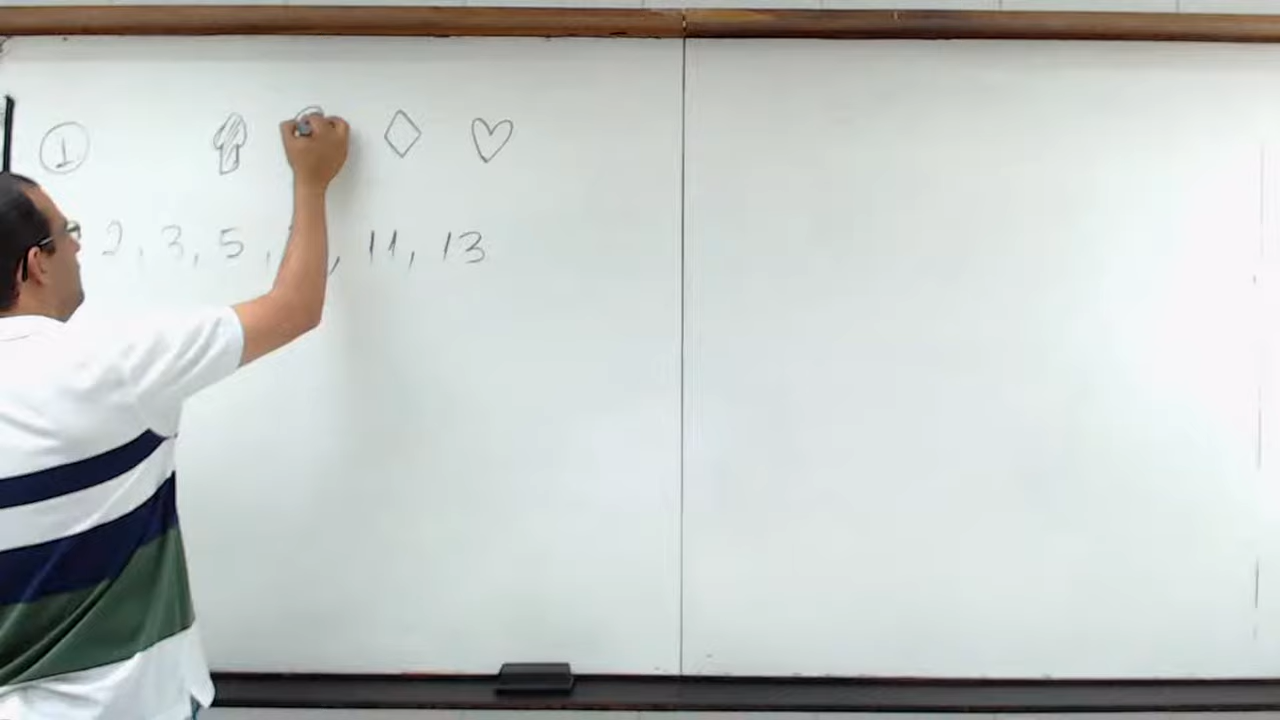 1
2, 3, 5, , 11, 13